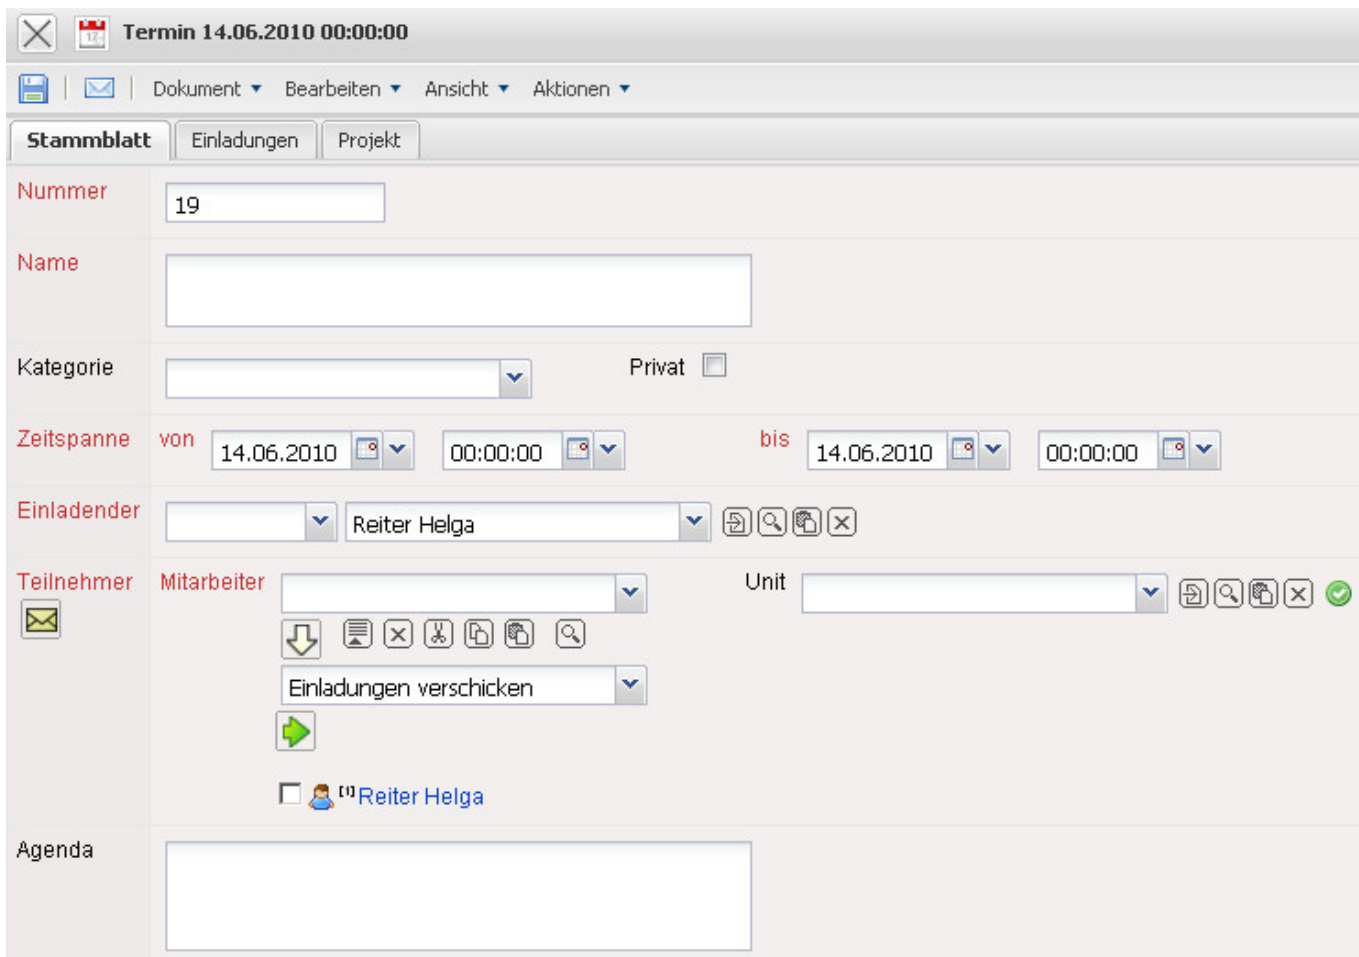 Termin 14.06.2010 00:00:00
Dokument Bearbeiten Ansicht Aktionen
Stammblatt Einladungen Projekt
Nummer 19
Name
Kategorie Privat
Zeitspanne von 14.06.2010 00:00:00 bis 14.06.2010 00:00:00
Einladender Reiter Helga
Teilnehmer Mitarbeiter Unit
Einladungen verschicken
[1] Reiter Helga
Agenda